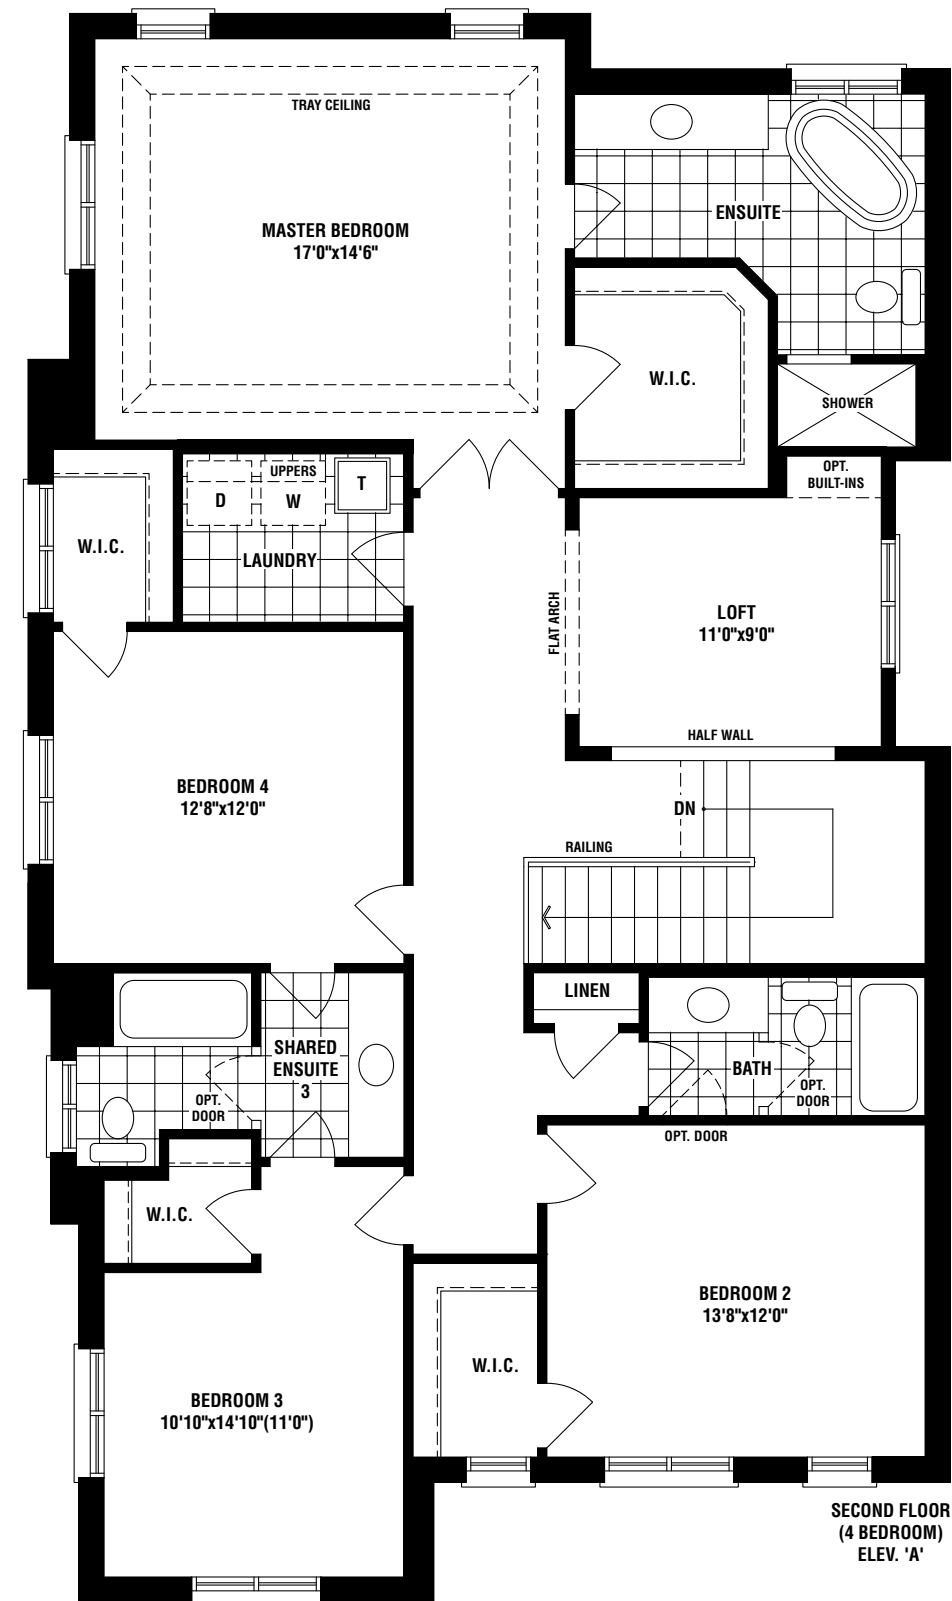 TRAY CEILING
MASTER BEDROOM
17'0"x14'6"
ENSUITE
W.I.C.
SHOWER
OPT.
BUILT-INS
UPPERS
D
W
T
LAUNDRY
W.I.C.
FLAT ARCH
LOFT
11'0"x9'0"
HALF WALL
BEDROOM 4
12'8"x12'0"
DN
RAILING
LINEN
SHARED
ENSUITE
3
OPT.
DOOR
BATH
OPT.
DOOR
OPT. DOOR
W.I.C.
BEDROOM 2
13'8"x12'0"
W.I.C.
BEDROOM 3
10'10"x14'10"(11'0")
SECOND FLOOR
(4 BEDROOM)
ELEV. 'A'